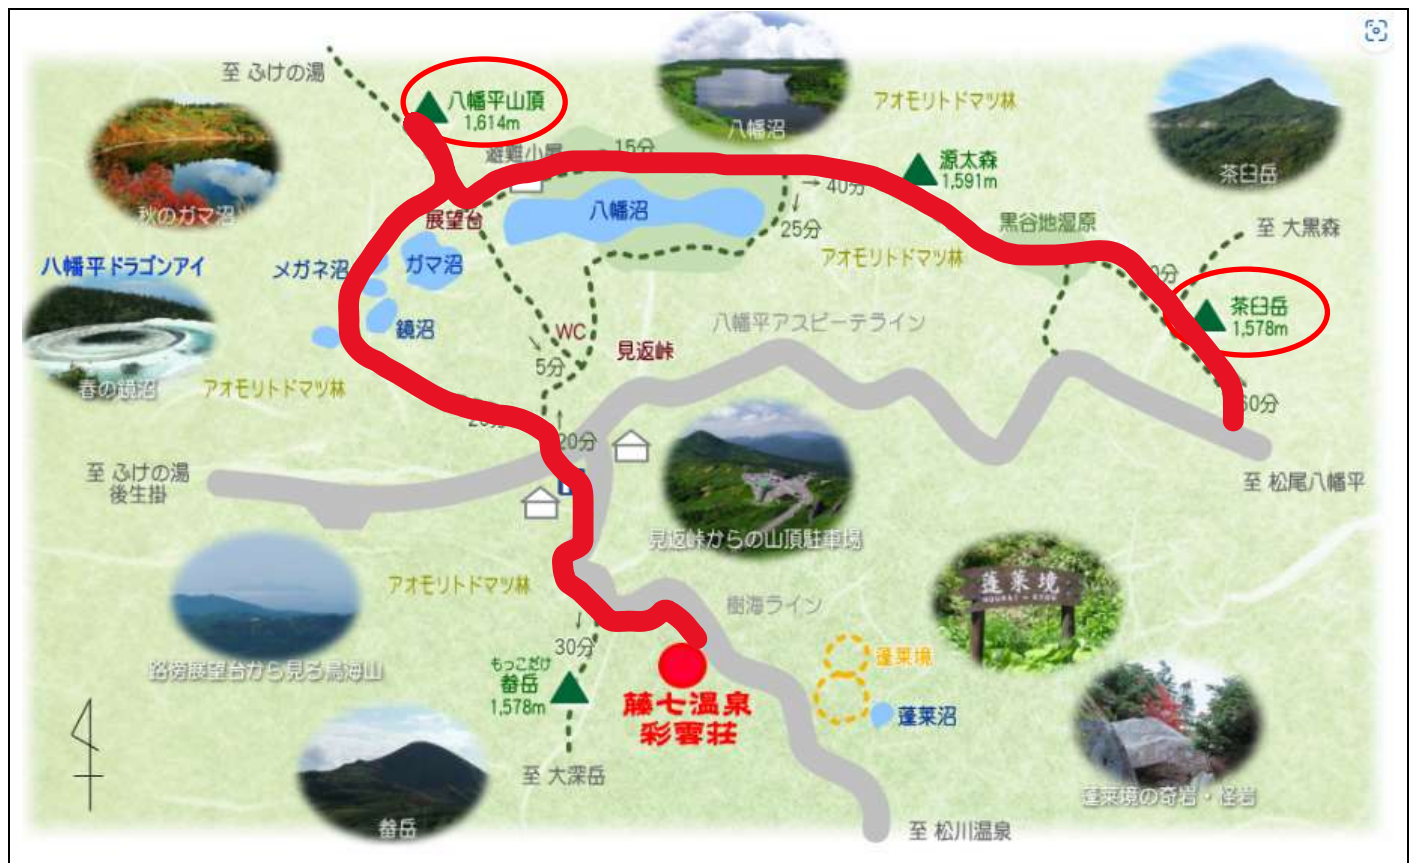 至 ふけの湯
八幡平山頂
1,614m
八幡沼
アオモリトドマツ林
茶臼岳
秋のガマ沼
避難小屋
15分
源太森
1,591m
40分
25分
展望台
八幡沼
黒谷地湿原
至 大黒森
アオモリトドマツ林
八幡平ドラゴンアイ
メガネ沼
ガマ沼
鏡沼
春の鏡沼
アオモリトドマツ林
WC
5分
見返峠
八幡平アスピーテライン
茶臼岳
1,578m
20分
至 ふけの湯
後生掛
至 松尾八幡平
見返峠からの山頂駐車場
アオモリトドマツ林
樹海ライン
蓬莱境
HOURAI-KYOU
路傍展望台から見る鳥海山
30分
もっこだけ
畚岳
1,578m
藤七温泉
彩雲荘
蓬莱境
蓬莱沼
至 大深岳
畚岳
蓬莱境の奇岩・怪岩
至 松川温泉